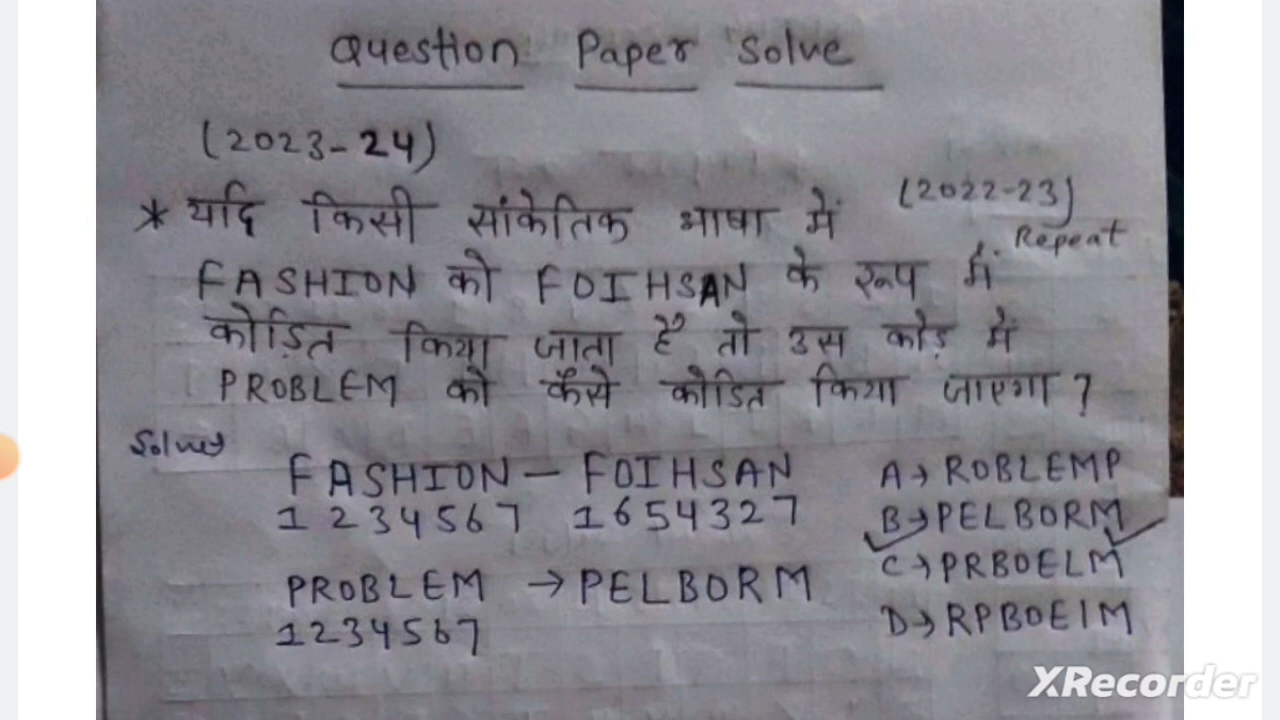 Question Paper Solve
(2023-24)
* यदि किसी सांकेतिक भाषा में (2022-23)
Repeat
FASHION को FOIHSAN के रूप में
कोड़ित किया जाता है तो उस कोड़ में
PROBLEM को कैसे कोडित किया जाएगा ?
Solve→
FASHION - FOIHSAN
1234567 1654327
PROBLEM → PELBORM
1234567
A→ ROBLEMP
B→ PELBORM
C→ PRBOELM
D→ RPBOEIM
XRecorder